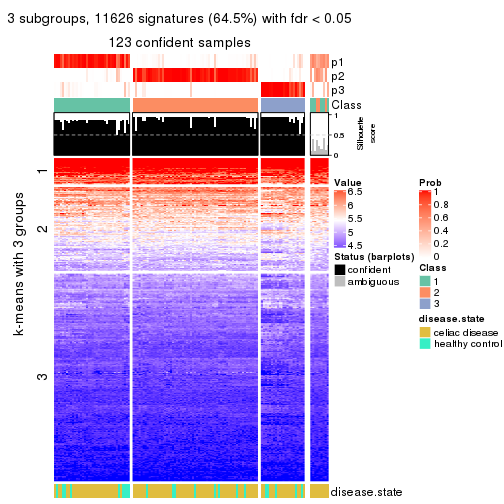 3 subgroups, 11626 signatures (64.5%) with fdr < 0.05
123 confident samples
p1
p2
p3
Class
1
0.5
0
Silhouette
score
k-means with 3 groups
1
2
3
Value
6.5
6
5.5
5
4.5
Status (barplots)
confident
ambiguous
Prob
1
0.8
0.6
0.4
0.2
0
Class
1
2
3
disease.state
celiac disease
healthy control
disease.state